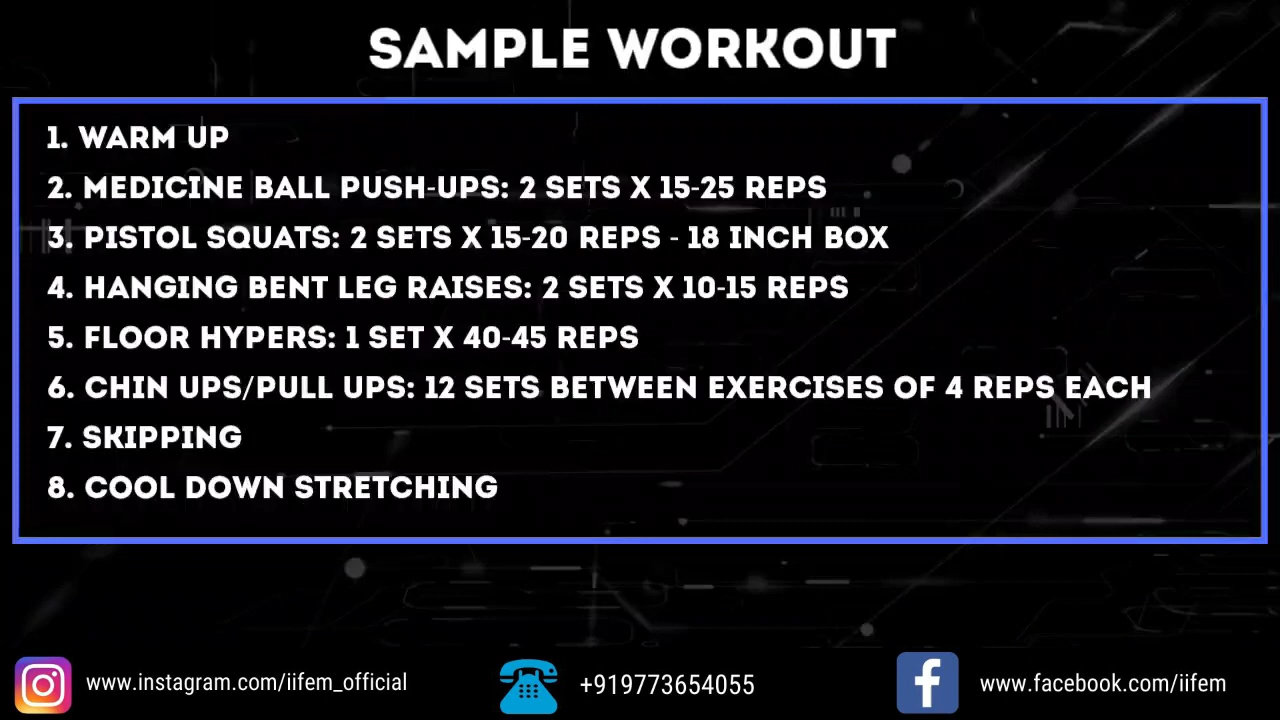 SAMPLE WORKOUT
1. WARM UP
2. MEDICINE BALL PUSH-UPS: 2 SETS X 15-25 REPS
3. PISTOL SQUATS: 2 SETS X 15-20 REPS - 18 INCH BOX
4. HANGING BENT LEG RAISES: 2 SETS X 10-15 REPS
5. FLOOR HYPERS: 1 SET X 40-45 REPS
6. CHIN UPS/PULL UPS: 12 SETS BETWEEN EXERCISES OF 4 REPS EACH
7. SKIPPING
8. COOL DOWN STRETCHING
www.instagram.com/iifem_official
+919773654055
www.facebook.com/iifem